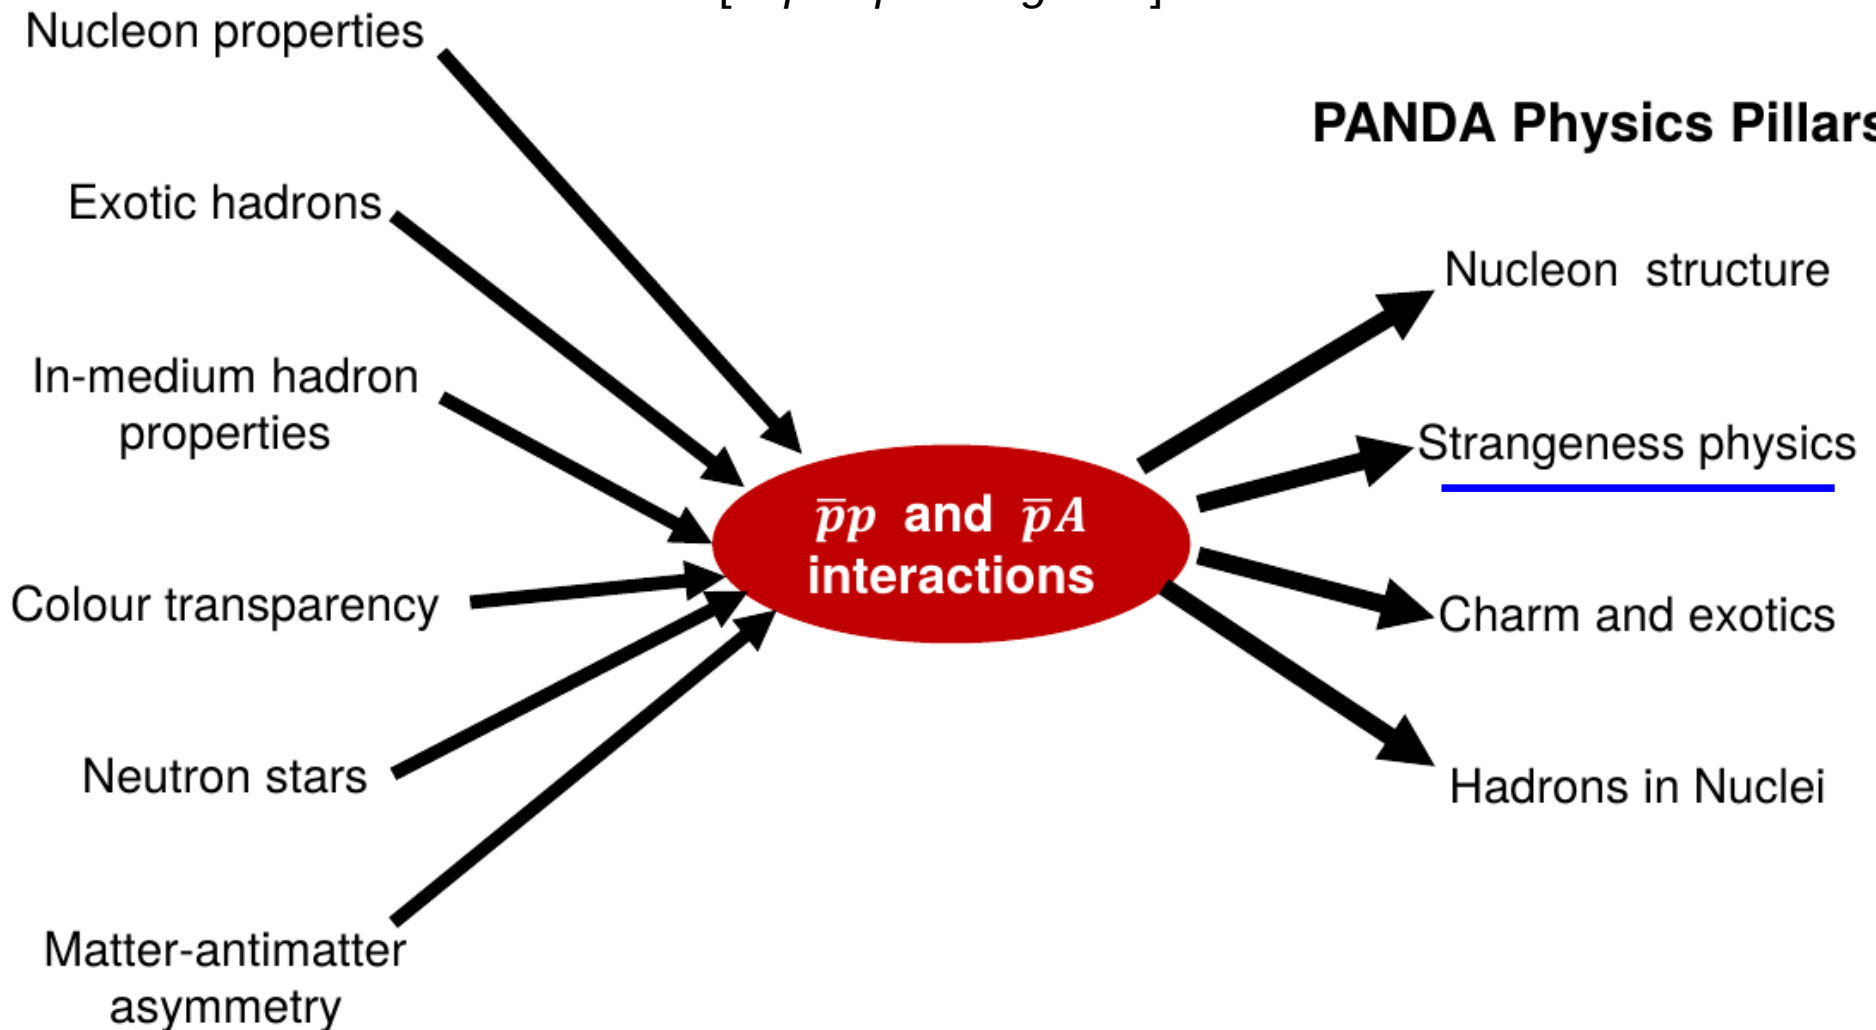 Nucleon properties
PANDA Physics Pillars
Exotic hadrons
Nucleon structure
In-medium hadron
properties
Strangeness physics
p̅p and p̅A
interactions
Colour transparency
Charm and exotics
Neutron stars
Hadrons in Nuclei
Matter-antimatter
asymmetry